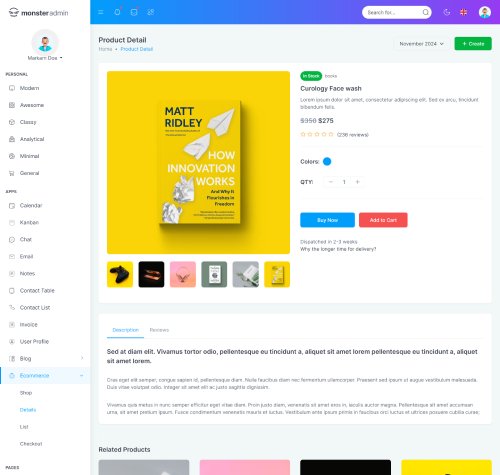 monsteradmin
Search for...
Markam Doe
PERSONAL
Modern
Awesome
Classy
Analytical
Minimal
General
APPS
Calendar
Kanban
Chat
Email
Notes
Contact Table
Contact List
Invoice
User Profile
Blog
Ecommerce
Shop
Details
List
Checkout
PAGES
Product Detail
Home • Product Detail
November 2024
+ Create
MATT
RIDLEY
HOW
INNOVATION
WORKS
And Why It
Flourishes in
Freedom
In Stock books
Curology Face wash
Lorem ipsum dolor sit amet, consectetur adipiscing elit. Sed ex arcu, tincidunt
bibendum felis.
$350 $275
(236 reviews)
Colors:
QTY: − 1 +
Buy Now
Add to Cart
Dispatched in 2-3 weeks
Why the longer time for delivery?
Description Reviews
Sed at diam elit. Vivamus tortor odio, pellentesque eu tincidunt a, aliquet sit amet lorem pellentesque eu tincidunt a, aliquet
sit amet lorem.
Cras eget elit semper, congue sapien id, pellentesque diam. Nulla faucibus diam nec fermentum ullamcorper. Praesent sed ipsum ut augue vestibulum malesuada.
Duis vitae volutpat odio. Integer sit amet elit ac justo sagittis dignissim.
Vivamus quis metus in nunc semper efficitur eget vitae diam. Proin justo diam, venenatis sit amet eros in, iaculis auctor magna. Pellentesque sit amet accumsan
urna, sit amet pretium ipsum. Fusce condimentum venenatis mauris et luctus. Vestibulum ante ipsum primis in faucibus orci luctus et ultrices posuere cubilia curae;
Related Products